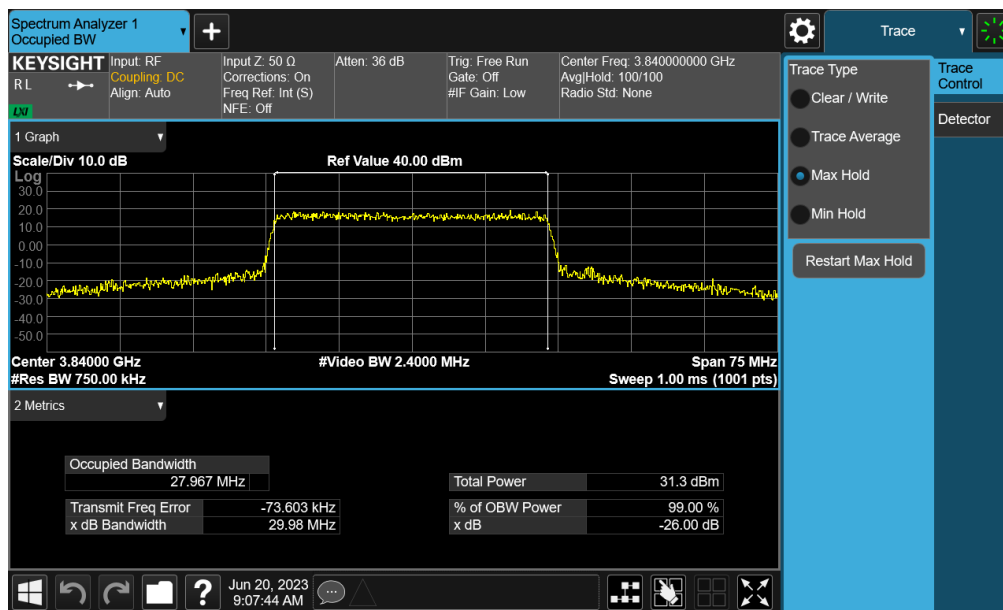 Spectrum Analyzer 1
Occupied BW
▼
+
Trace
▼
KEYSIGHT
R L
LXI
Input: RF
Coupling: DC
Align: Auto
Input Z: 50 Ω
Corrections: On
Freq Ref: Int (S)
NFE: Off
Atten: 36 dB
Trig: Free Run
Gate: Off
#IF Gain: Low
Center Freq: 3.840000000 GHz
Avg|Hold: 100/100
Radio Std: None
Trace Type
Clear / Write
Trace Average
Max Hold
Min Hold
Restart Max Hold
Trace
Control
Detector
1 Graph ▼
Scale/Div 10.0 dB Ref Value 40.00 dBm
Log
30.0
20.0
10.0
0.00
-10.0
-20.0
-30.0
-40.0
-50.0
Center 3.84000 GHz #Video BW 2.4000 MHz Span 75 MHz
#Res BW 750.00 kHz Sweep 1.00 ms (1001 pts)
2 Metrics ▼
Occupied Bandwidth
27.967 MHz
Total Power 31.3 dBm
Transmit Freq Error -73.603 kHz % of OBW Power 99.00 %
x dB Bandwidth 29.98 MHz x dB -26.00 dB
?
Jun 20, 2023
9:07:44 AM